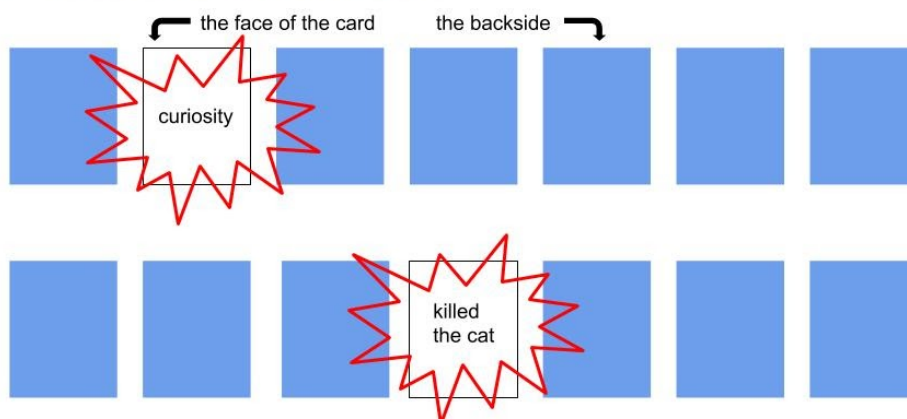 the face of the card the backside
curiosity
killed
the cat